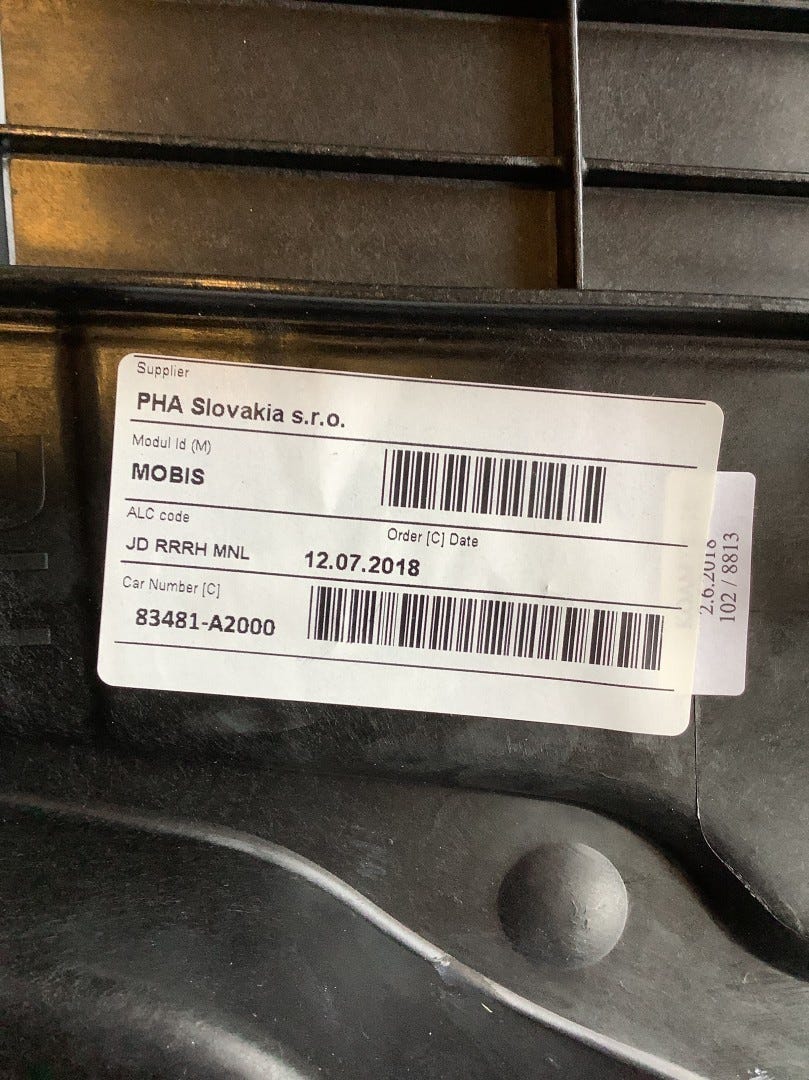 Supplier
PHA Slovakia s.r.o.
Modul Id (M)
MOBIS
ALC code
Order [C] Date
JD RRRH MNL
12.07.2018
Car Number [C]
83481-A2000
2.6.2018
102 / 8813